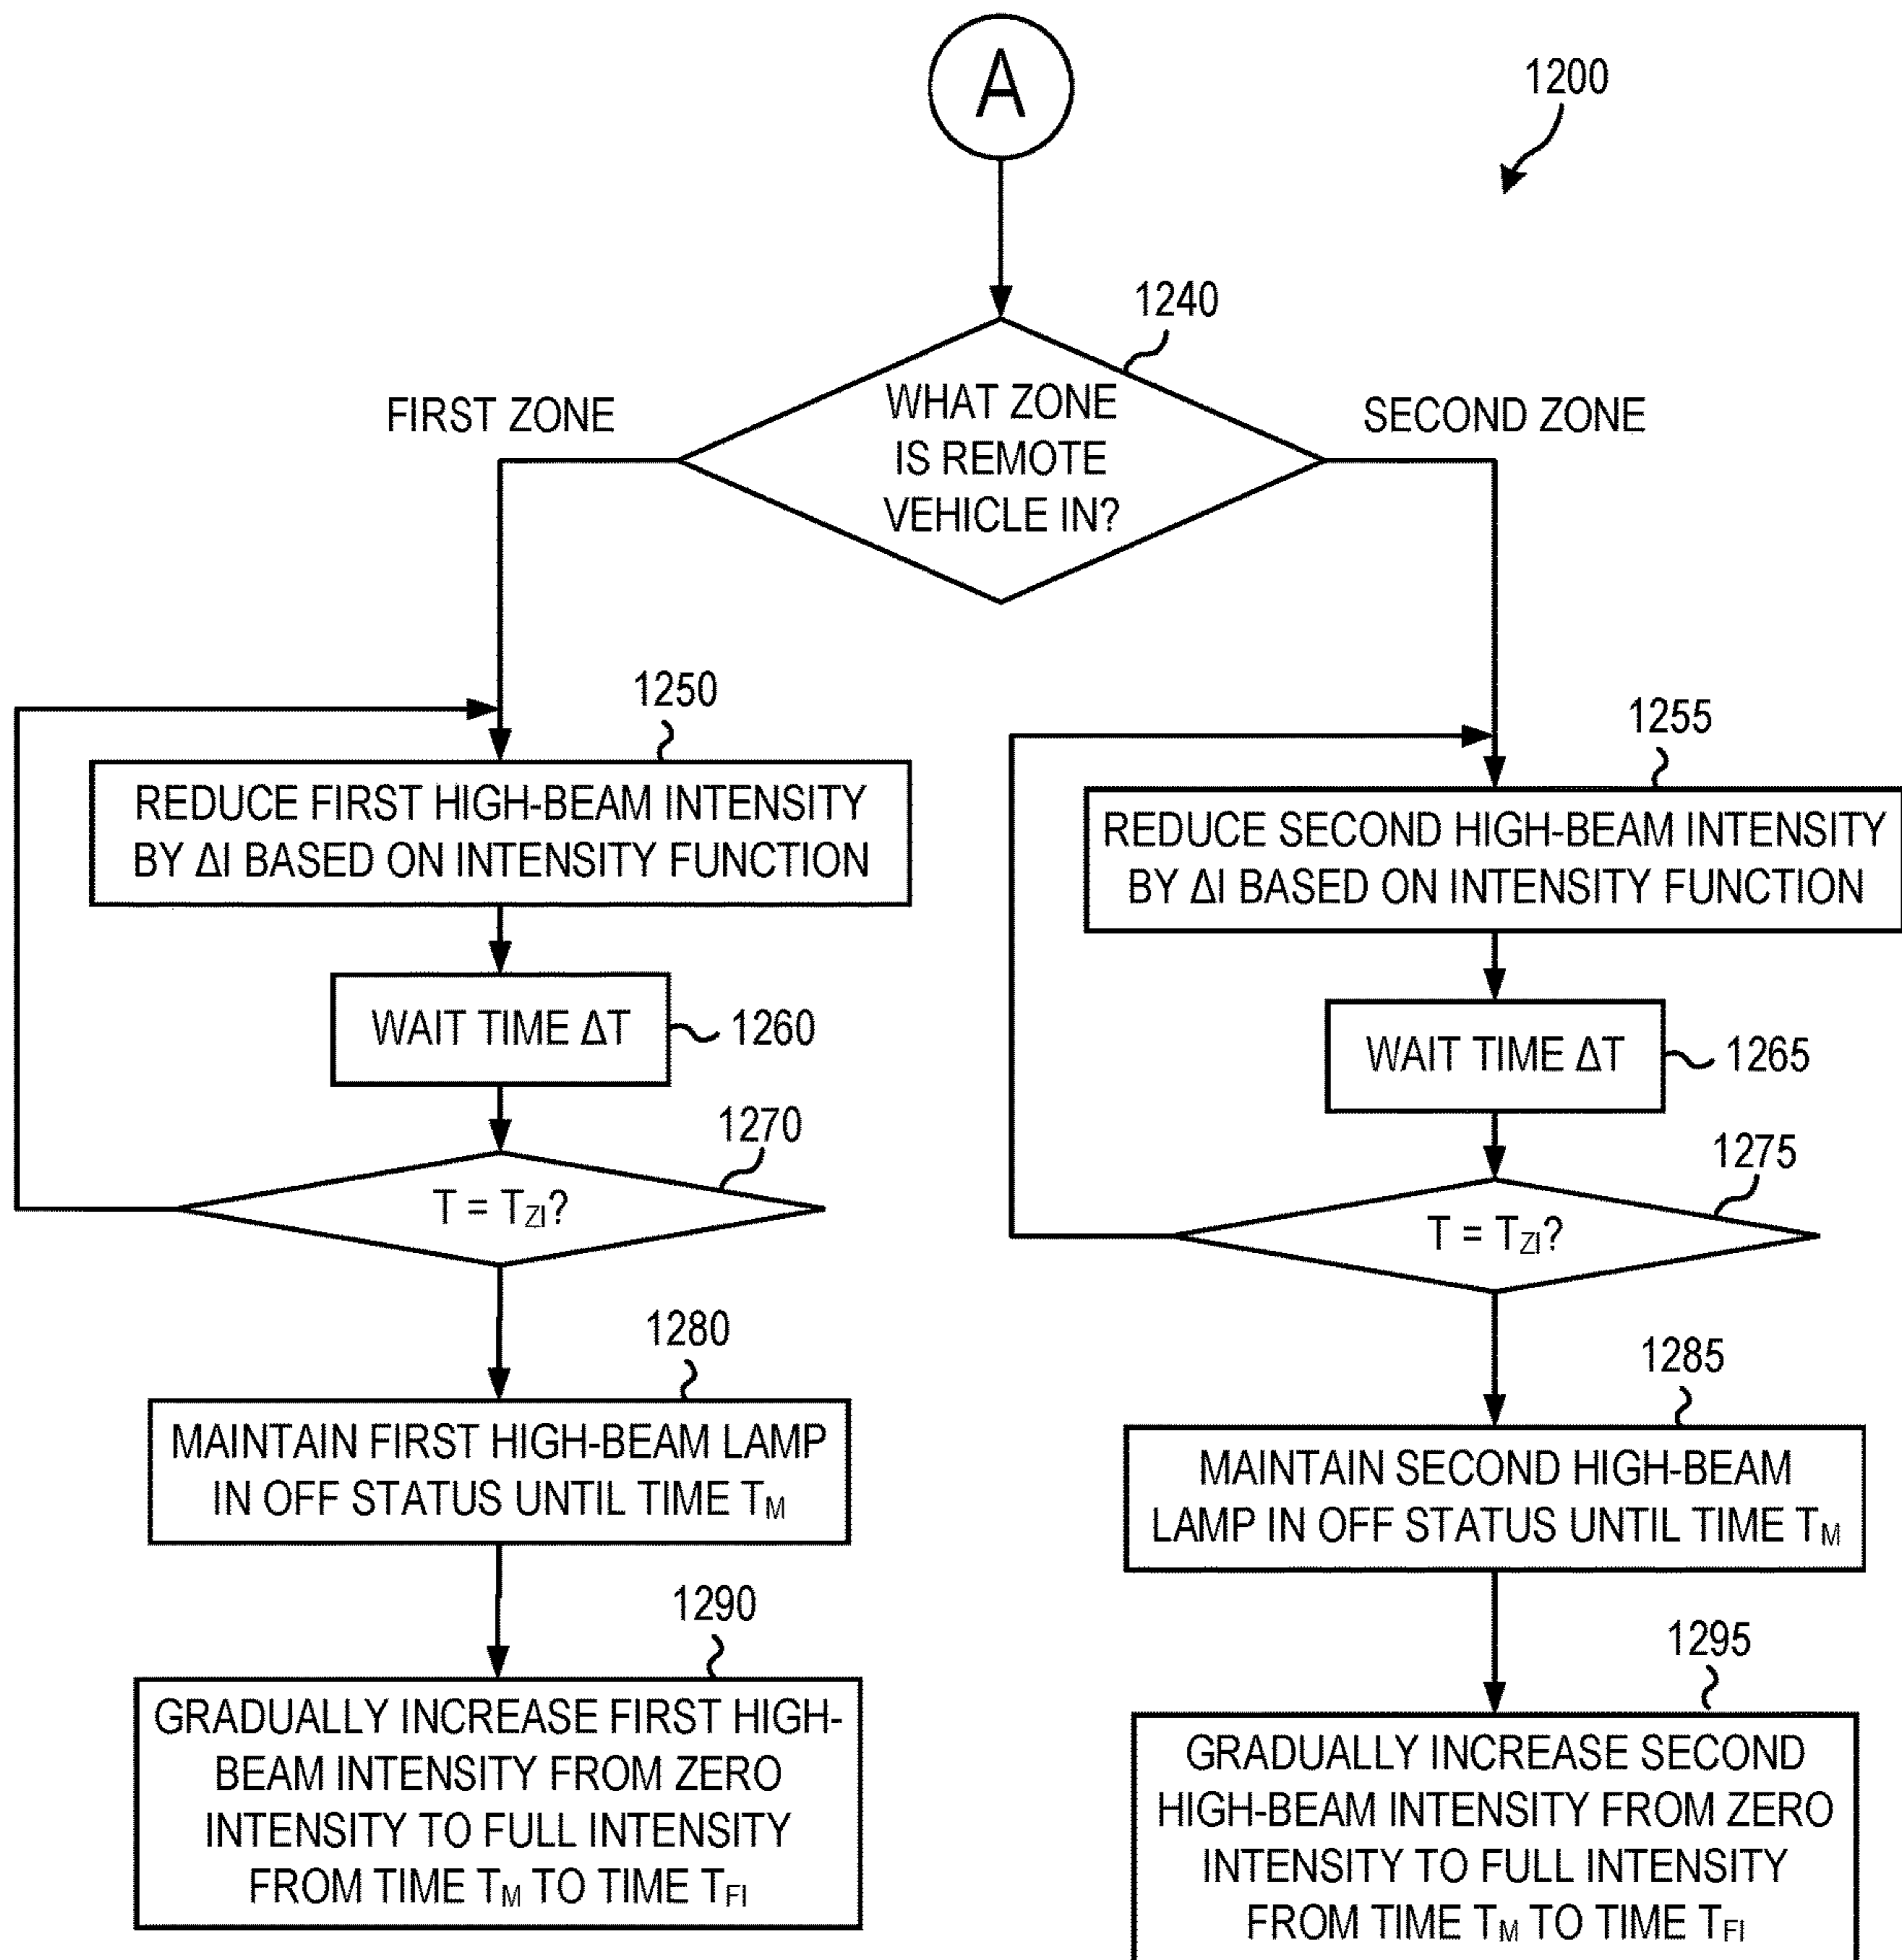 A
1200
1240
WHAT ZONE
IS REMOTE
VEHICLE IN?
FIRST ZONE
SECOND ZONE
1250
REDUCE FIRST HIGH-BEAM INTENSITY
BY ΔI BASED ON INTENSITY FUNCTION
WAIT TIME ΔT
1260
1270
T = TZI?
1280
MAINTAIN FIRST HIGH-BEAM LAMP
IN OFF STATUS UNTIL TIME TM
1290
GRADUALLY INCREASE FIRST HIGH-
BEAM INTENSITY FROM ZERO
INTENSITY TO FULL INTENSITY
FROM TIME TM TO TIME TFI
1255
REDUCE SECOND HIGH-BEAM INTENSITY
BY ΔI BASED ON INTENSITY FUNCTION
WAIT TIME ΔT
1265
1275
T = TZI?
1285
MAINTAIN SECOND HIGH-BEAM
LAMP IN OFF STATUS UNTIL TIME TM
1295
GRADUALLY INCREASE SECOND
HIGH-BEAM INTENSITY FROM ZERO
INTENSITY TO FULL INTENSITY
FROM TIME TM TO TIME TFI